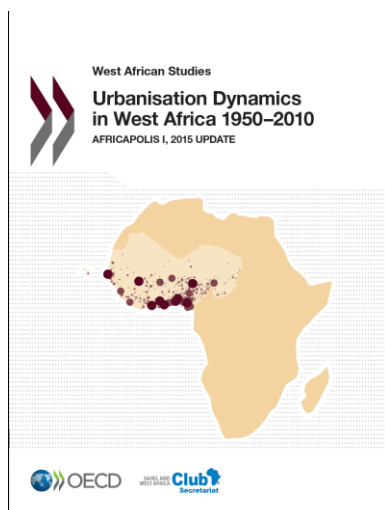 West African Studies
Urbanisation Dynamics
in West Africa 1950–2010
AFRICAPOLIS I, 2015 UPDATE
OECD
SAHEL AND
WEST AFRICA Club
Secretariat